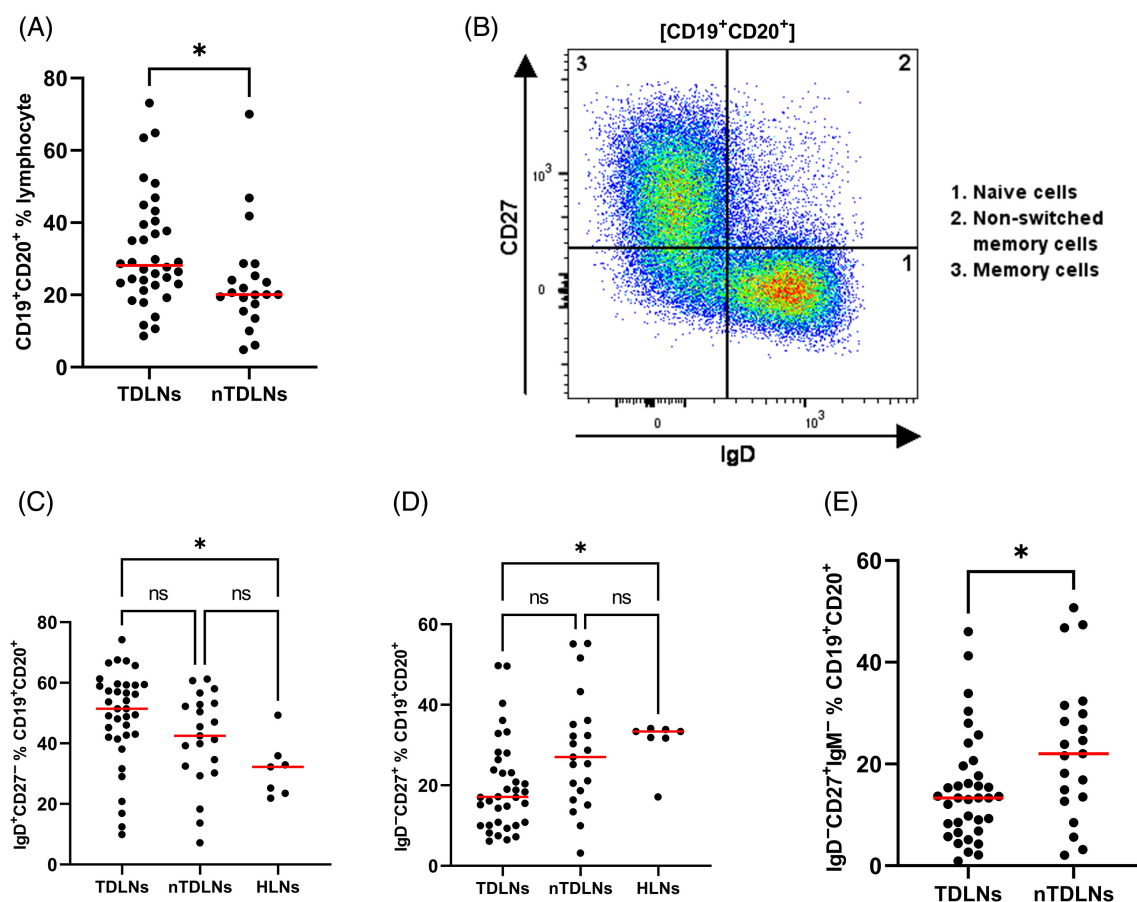 (A)
*
CD19⁺CD20⁺ % lymphocyte
80
60
40
20
0
TDLNs
nTDLNs
(B)
[CD19⁺CD20⁺]
3
2
1
CD27
10³
0
0
10³
IgD
1. Naive cells
2. Non-switched
memory cells
3. Memory cells
(C)
*
ns
ns
IgD⁺CD27⁻ % CD19⁺CD20⁺
80
60
40
20
0
TDLNs
nTDLNs
HLNs
(D)
*
ns
ns
IgD⁻CD27⁺ % CD19⁺CD20⁺
60
40
20
0
TDLNs
nTDLNs
HLNs
(E)
*
IgD⁻CD27⁺IgM⁻ % CD19⁺CD20⁺
60
40
20
0
TDLNs
nTDLNs